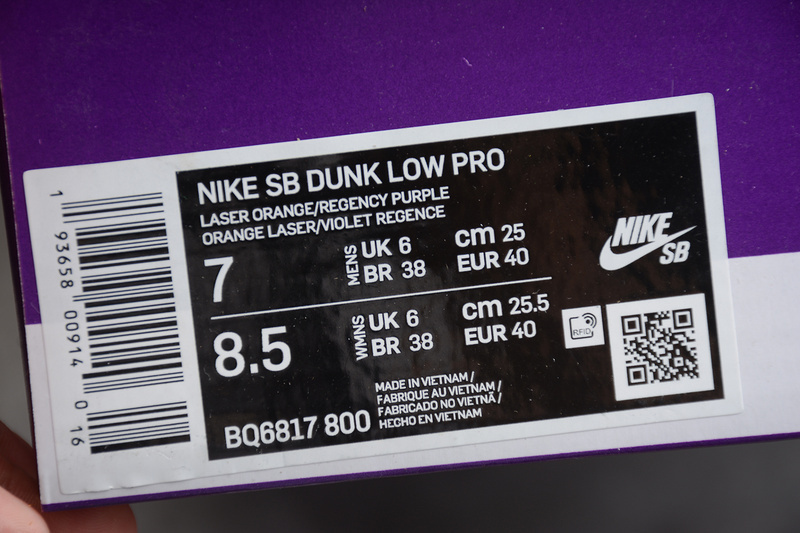 NIKE SB DUNK LOW PRO
LASER ORANGE/REGENCY PURPLE
ORANGE LASER/VIOLET REGENCE
7
MENS
UK 6
BR 38
cm 25
EUR 40
8.5
WMNS
UK 6
BR 38
cm 25.5
EUR 40
BQ6817 800
MADE IN VIETNAM /
FABRIQUE AU VIETNAM /
FABRICADO NO VIETNÃ /
HECHO EN VIETNAM
NIKE
SB
RFID
1 93658 00914 0 16